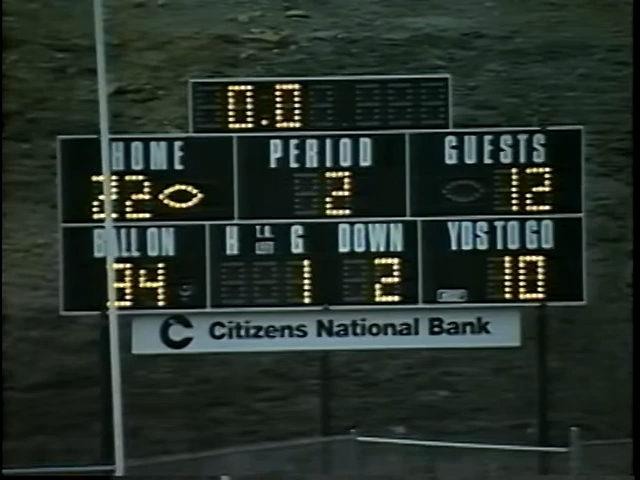 0.0
HOME PERIOD GUESTS
22 2 12
BALL ON H G DOWN YDS TO GO
34 1 2 10
C Citizens National Bank